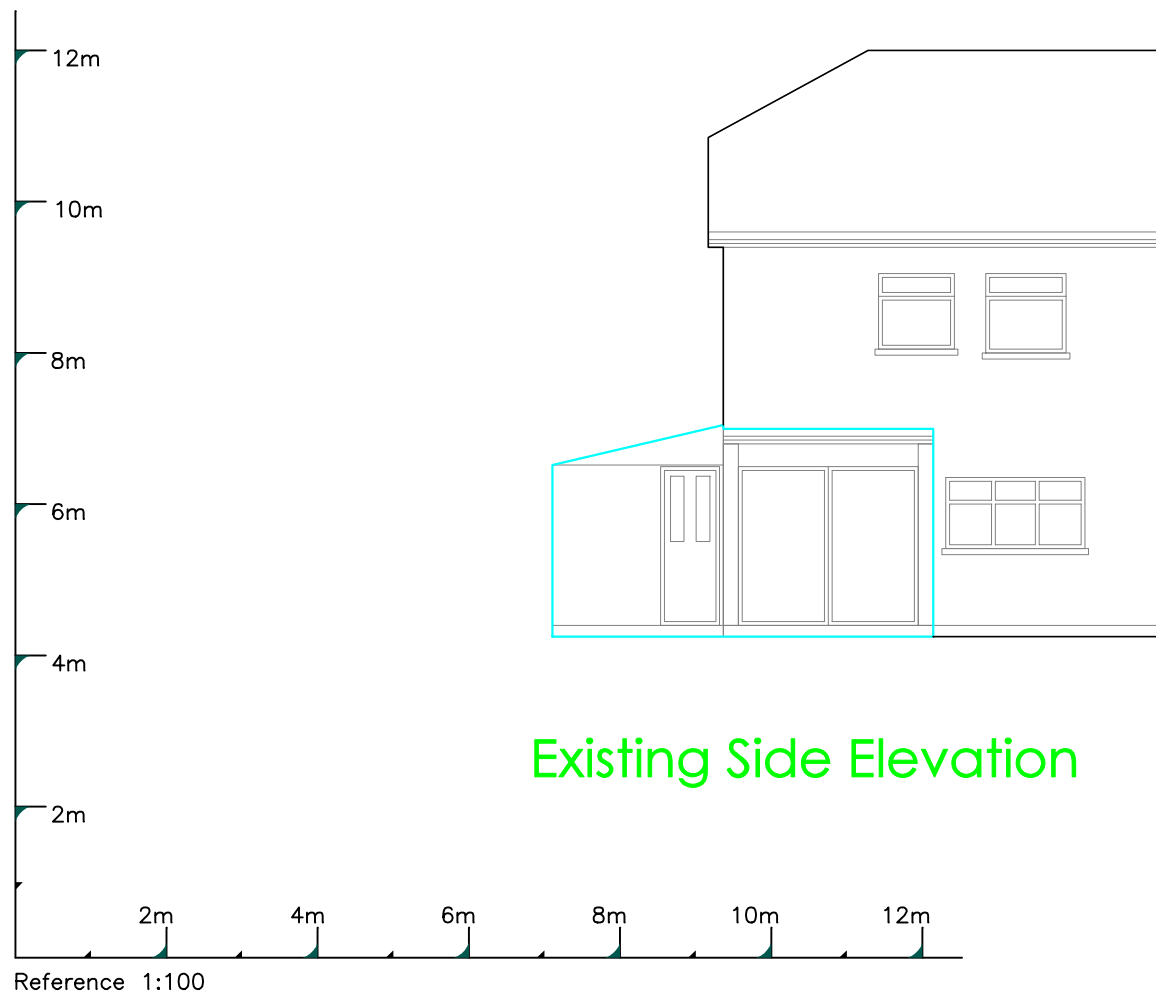 12m
10m
8m
6m
4m
Existing Side Elevation
2m
2m 4m 6m 8m 10m 12m
Reference 1:100